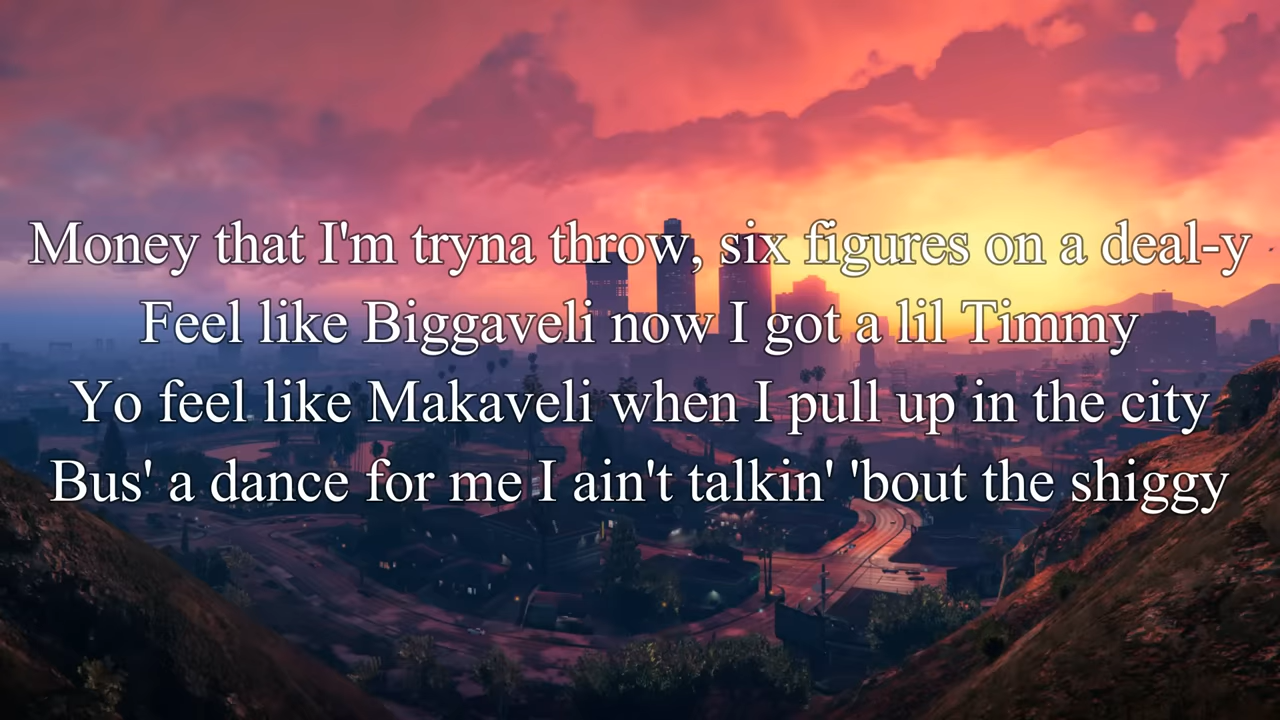 Money that I'm tryna throw, six figures on a deal-y
Feel like Biggaveli now I got a lil Timmy
Yo feel like Makaveli when I pull up in the city
Bus' a dance for me I ain't talkin' 'bout the shiggy